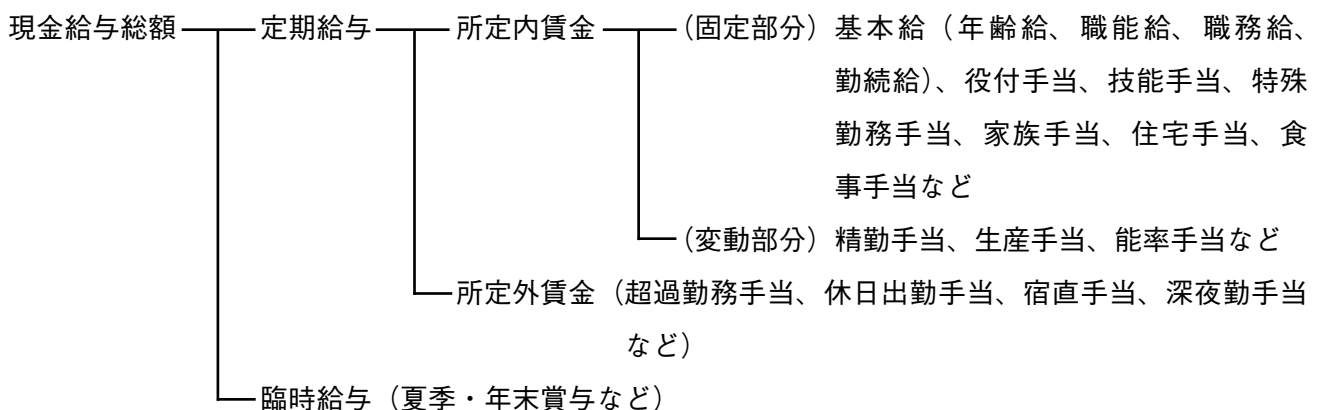 現金給与総額 定期給与 所定内賃金 (固定部分) 基本給(年齢給、職能給、職務給、
勤続給)、役付手当、技能手当、特殊
勤務手当、家族手当、住宅手当、食
事手当など
(変動部分) 精勤手当、生産手当、能率手当など
所定外賃金(超過勤務手当、休日出勤手当、宿直手当、深夜勤手当
など)
臨時給与(夏季・年末賞与など)